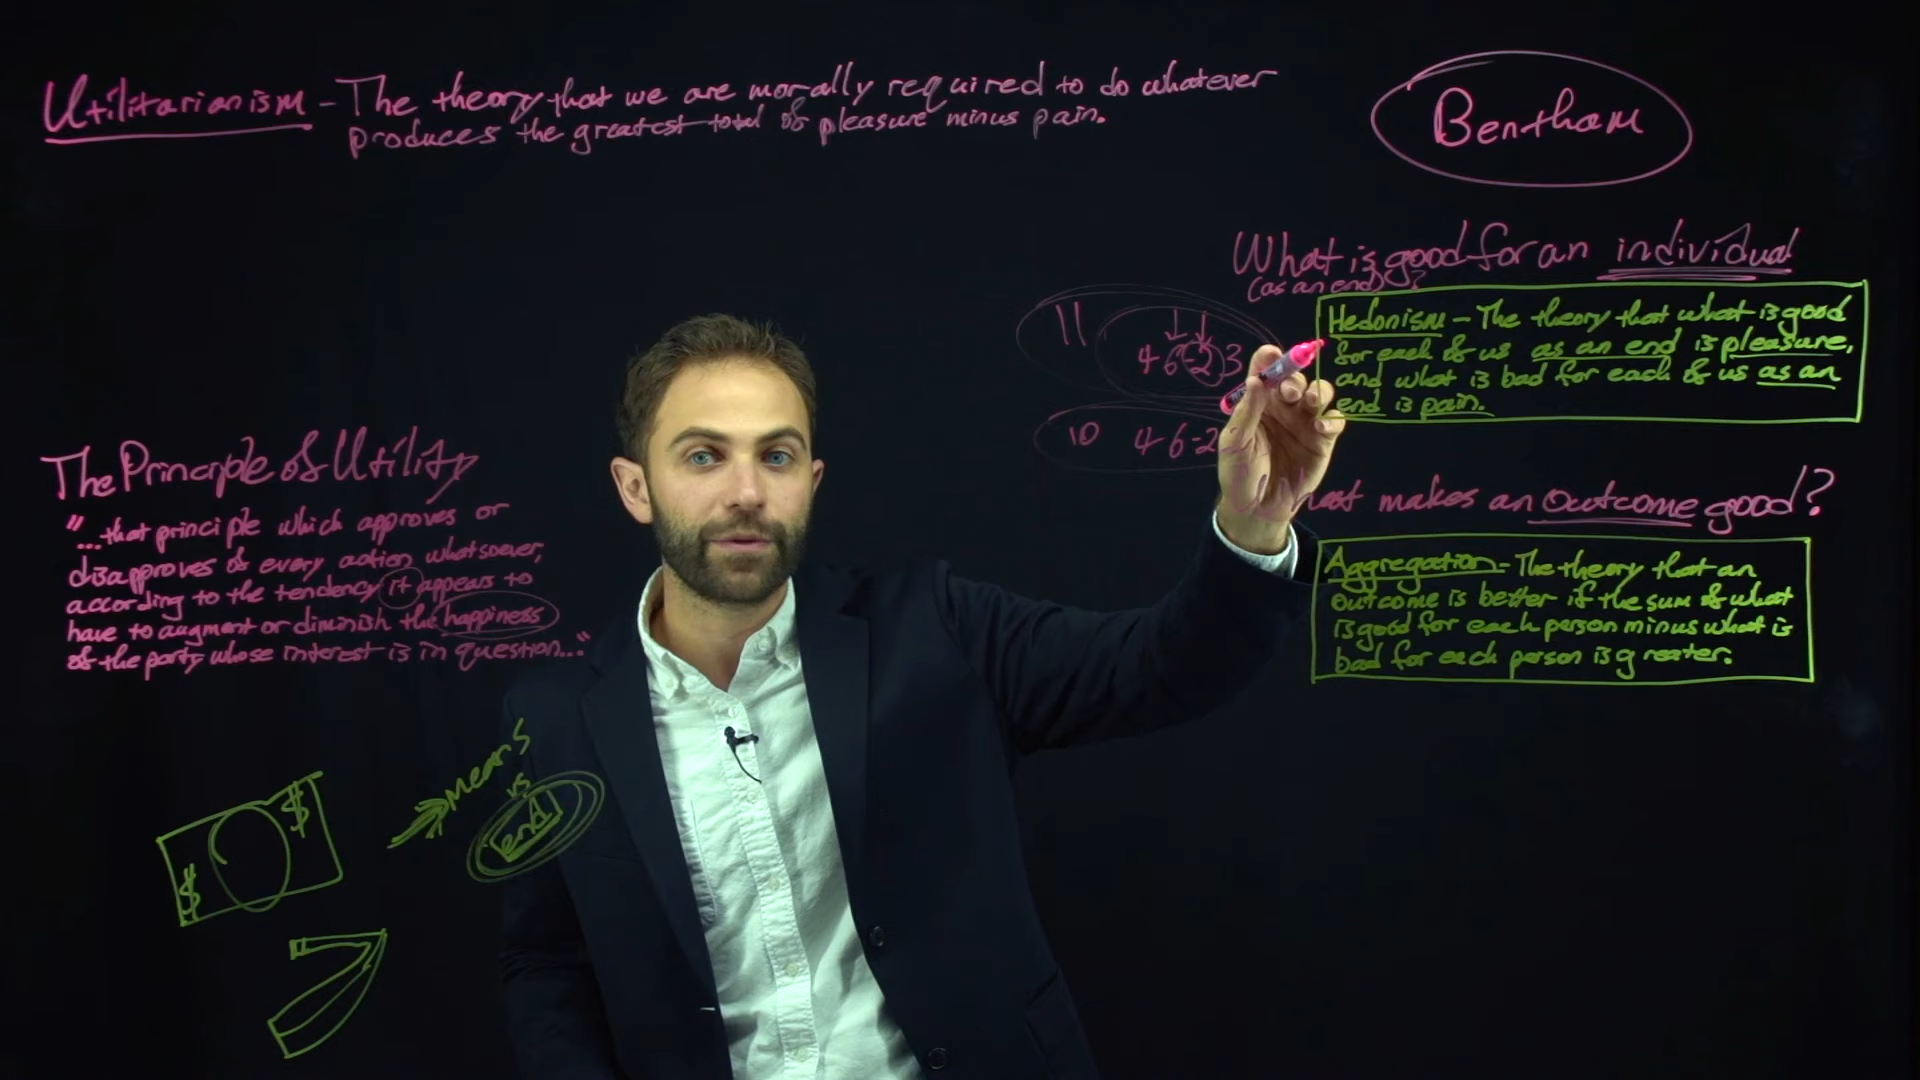 Utilitarianism - The theory that we are morally required to do whatever
produces the greatest total of pleasure minus pain.
Bentham
What is good for an individual
(as an end)?
Hedonism - The theory that what is good
for each of us as an end is pleasure,
and what is bad for each of us as an
end is pain.
11 4 6 -2 3
10 4 6 -2
What makes an outcome good?
Aggregation - The theory that an
outcome is better if the sum of what
is good for each person minus what is
bad for each person is greater.
The Principle of Utility
"...that principle which approves or
disapproves of every action whatsoever,
according to the tendency it appears to
have to augment or diminish the happiness
of the party whose interest is in question..."
means
vs
end
$
$